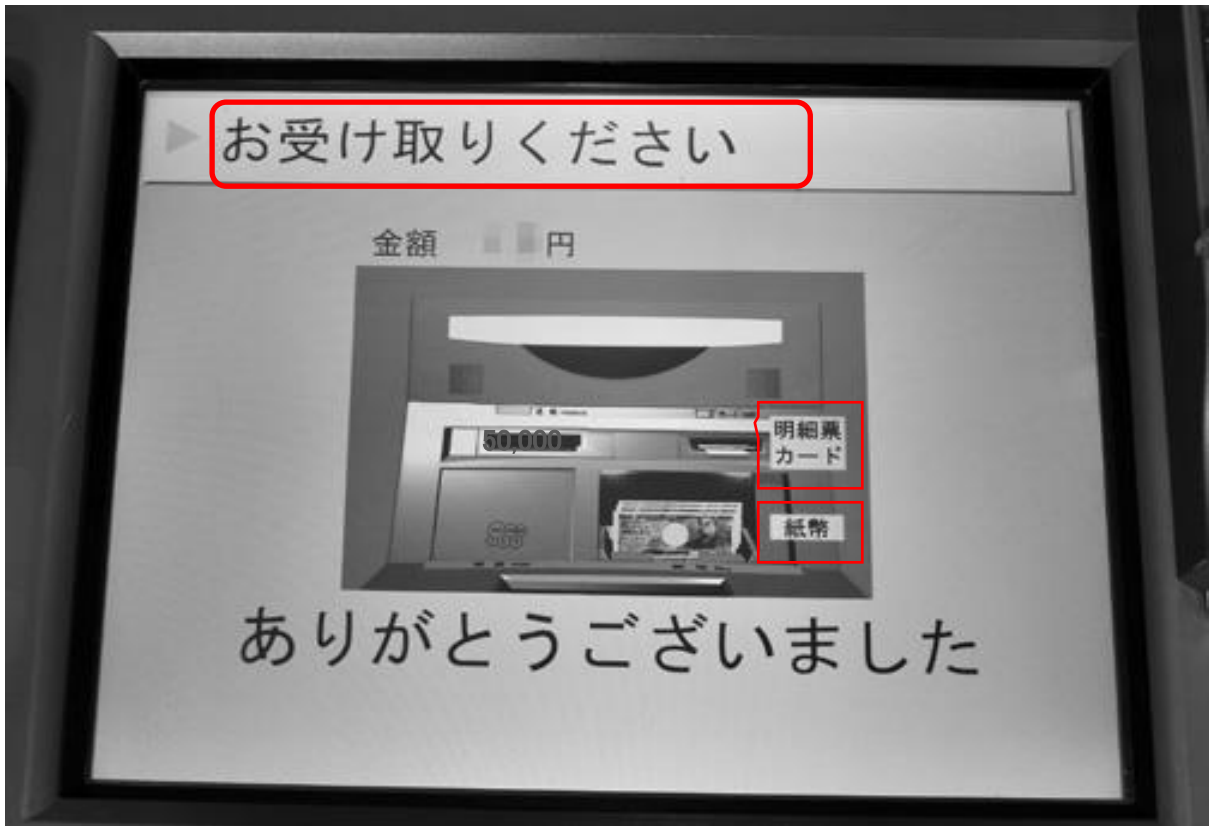 お受け取りください
金額 円
50,000
明細票
カード
紙幣
ありがとうございました